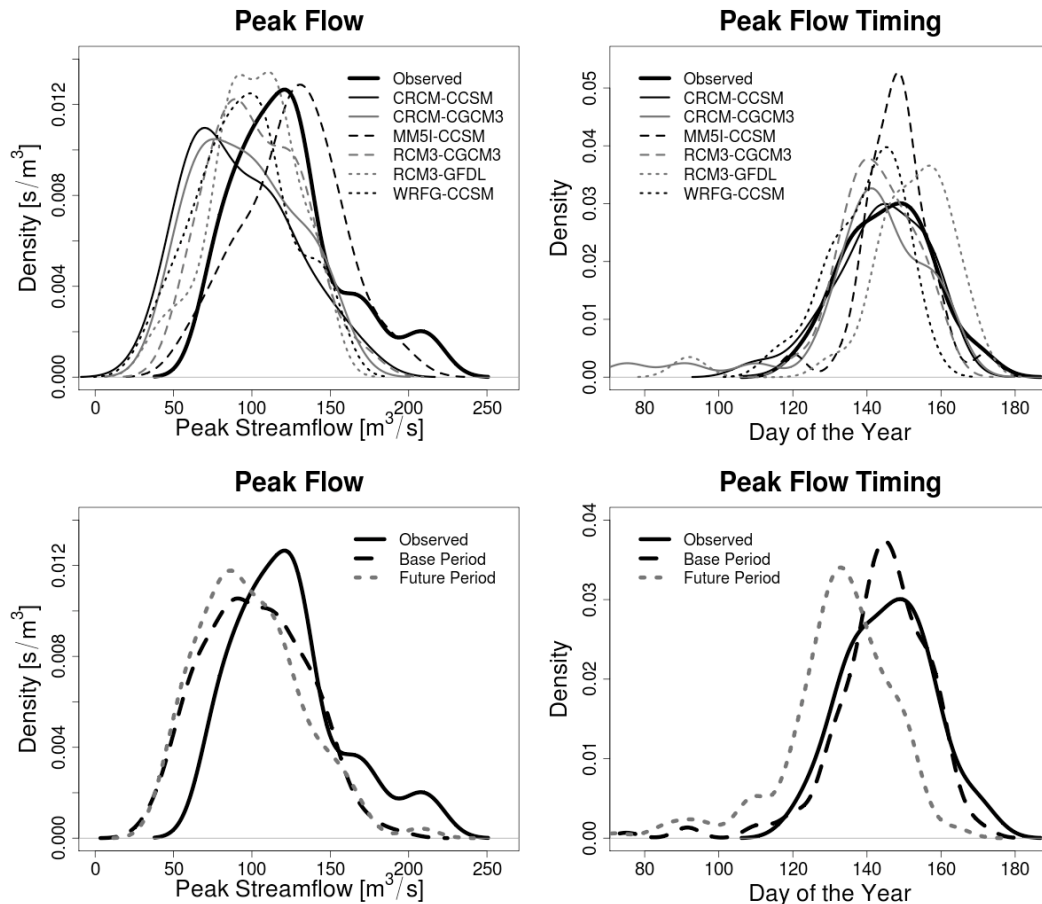 Peak Flow
Density [s/m³]
0.000
0.004
0.008
0.012
Observed
CRCM-CCSM
CRCM-CGCM3
MM5I-CCSM
RCM3-CGCM3
RCM3-GFDL
WRFG-CCSM
0 50 100 150 200 250
Peak Streamflow [m³/s]
Peak Flow Timing
Density
0.00
0.01
0.02
0.03
0.04
0.05
Observed
CRCM-CCSM
CRCM-CGCM3
MM5I-CCSM
RCM3-CGCM3
RCM3-GFDL
WRFG-CCSM
80 100 120 140 160 180
Day of the Year
Peak Flow
Density [s/m³]
0.000
0.004
0.008
0.012
Observed
Base Period
Future Period
0 50 100 150 200 250
Peak Streamflow [m³/s]
Peak Flow Timing
Density
0.00
0.01
0.02
0.03
0.04
Observed
Base Period
Future Period
80 100 120 140 160 180
Day of the Year